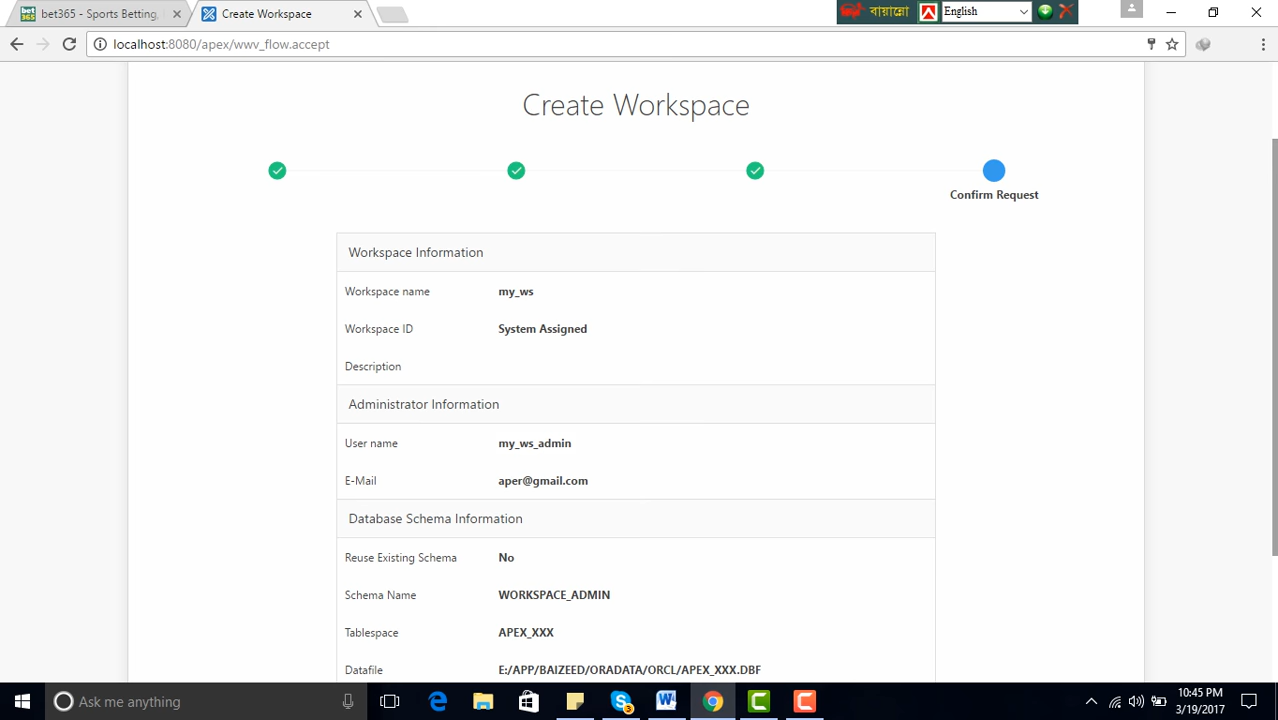 bet365 - Sports Betting
Create Workspace
বায়ান্নো
English
localhost:8080/apex/wwv_flow.accept
Create Workspace
Confirm Request
Workspace Information
Workspace name my_ws
Workspace ID System Assigned
Description
Administrator Information
User name my_ws_admin
E-Mail aper@gmail.com
Database Schema Information
Reuse Existing Schema No
Schema Name WORKSPACE_ADMIN
Tablespace APEX_XXX
Datafile E:/APP/BAIZEED/ORADATA/ORCL/APEX_XXX.DBF
Ask me anything
10:45 PM
3/19/2017